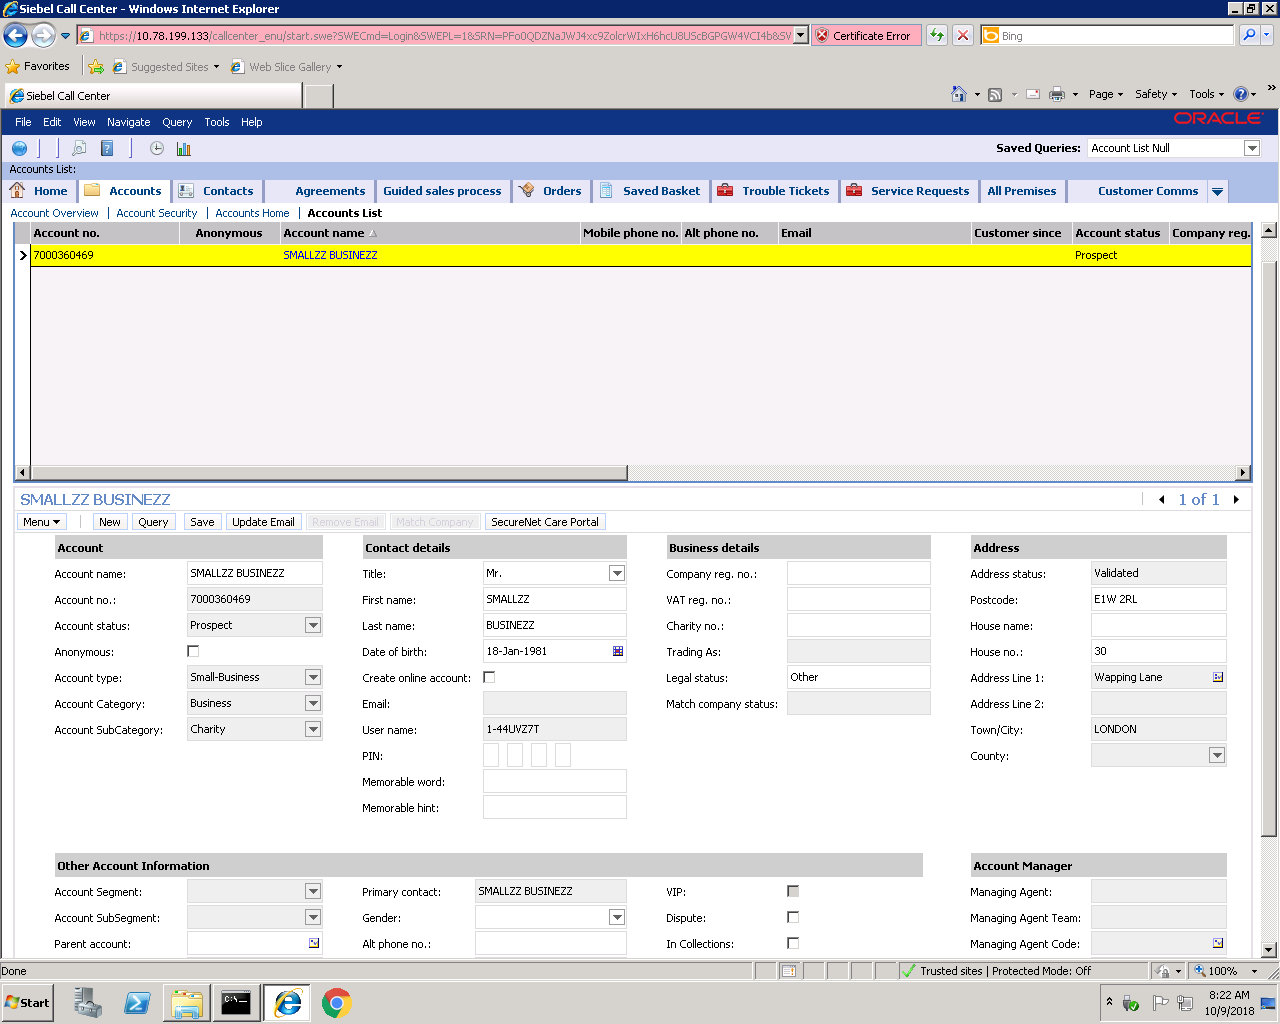 Siebel Call Center - Windows Internet Explorer
https://10.78.199.133/callcenter_enu/start.swe?SWECmd=Login&SWEPL=1&SRN=
Certificate Error
Bing
Favorites
Suggested Sites
Web Slice Gallery
Siebel Call Center
Page
Safety
Tools
File Edit View Navigate Query Tools Help
ORACLE
Saved Queries: Account List Null
Accounts List:
Home Accounts Contacts Agreements Guided sales process Orders Saved Basket Trouble Tickets Service Requests All Premises Customer Comms
Account Overview | Account Security | Accounts Home | Accounts List
Account no. Anonymous Account name Mobile phone no. Alt phone no. Email Customer since Account status Company reg.
7000360469 SMALLZZ BUSINEZZ Prospect
SMALLZZ BUSINEZZ
1 of 1
Menu New Query Save Update Email Remove Email Match Company SecureNet Care Portal
Account Contact details Business details Address
Account name: SMALLZZ BUSINEZZ Title: Mr. Company reg. no.: Address status: Validated
Account no.: 7000360469 First name: SMALLZZ VAT reg. no.: Postcode: E1W 2RL
Account status: Prospect Last name: BUSINEZZ Charity no.: House name:
Anonymous: Date of birth: 18-Jan-1981 Trading As: House no.: 30
Account type: Small-Business Create online account: Legal status: Other Address Line 1: Wapping Lane
Account Category: Business Email: Match company status: Address Line 2:
Account SubCategory: Charity User name: 1-44UVZ7T Town/City: LONDON
PIN: County:
Memorable word:
Memorable hint:
Other Account Information Account Manager
Account Segment: Primary contact: SMALLZZ BUSINEZZ VIP: Managing Agent:
Account SubSegment: Gender: Dispute: Managing Agent Team:
Parent account: Alt phone no.: In Collections: Managing Agent Code:
Done
Trusted sites | Protected Mode: Off
100%
Start
8:22 AM
10/9/2018